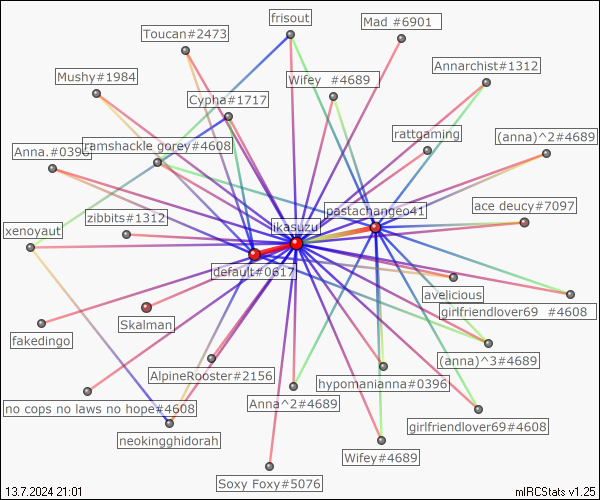 frisout
Mad #6901
Toucan#2473
Annarchist#1312
Mushy#1984
Wifey #4689
Cypha#1717
rattgaming
(anna)^2#4689
ramshackle gorey#4608
Anna.#0396
ace deucy#7097
pastachange041
zibbits#1312
ikasuzu
xenoyaut
default#0617
avelicious
girlfriendlover69 #4608
Skalman
fakedingo
(anna)^3#4689
AlpineRooster#2156
hypomanianna#0396
no cops no laws no hope#4608
Anna^2#4689
girlfriendlover69#4608
neokingghidorah
Wifey#4689
Soxy Foxy#5076
13.7.2024 21:01
mIRCStats v1.25